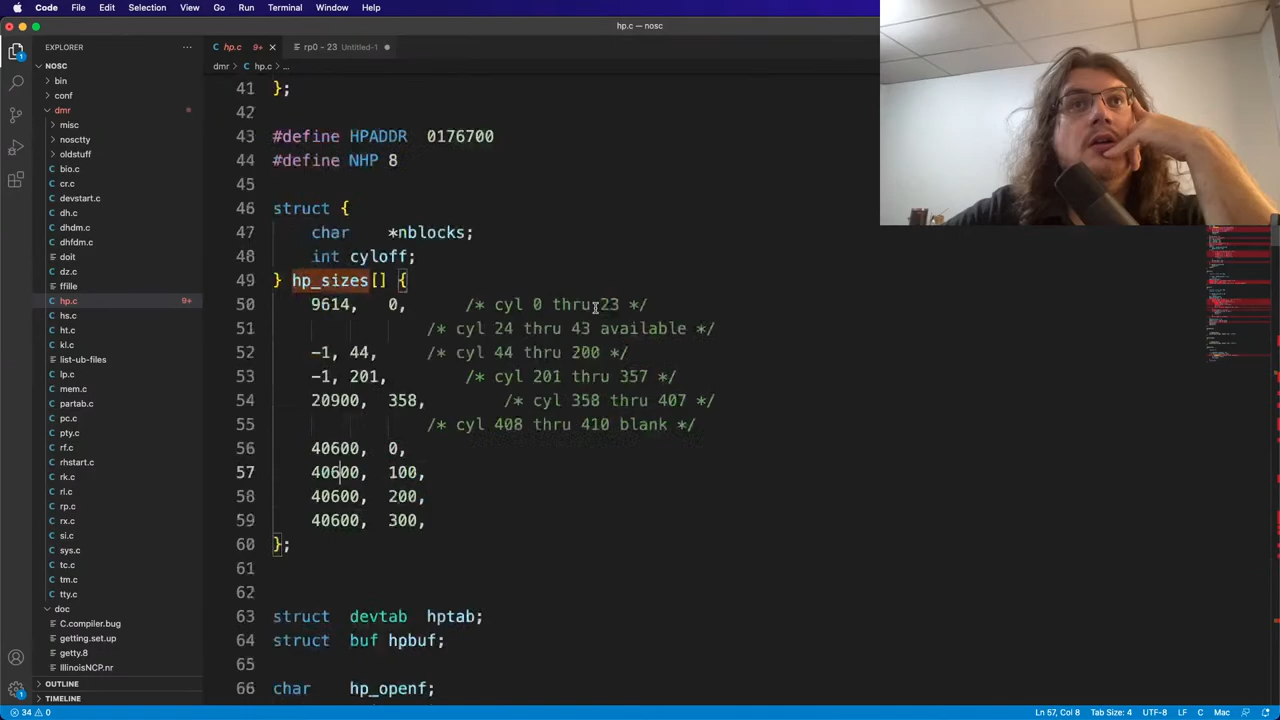 Code File Edit Selection View Go Run Terminal Window Help
hp.c — nosc
EXPLORER
hp.c 9+
rp0 - 23 Untitled-1
NOSC
dmr > hp.c > ...
bin
conf
dmr
misc
nosctty
oldstuff
bio.c
cr.c
devstart.c
dh.c
dhdm.c
dhfdm.c
doit
dz.c
ffille
hp.c 9+
hs.c
ht.c
kl.c
list-ub-files
lp.c
mem.c
partab.c
pc.c
pty.c
rf.c
rhstart.c
rk.c
rl.c
rp.c
rx.c
si.c
sys.c
tc.c
tm.c
tty.c
doc
C.compiler.bug
getting.set.up
getty.8
IllinoisNCP.nr
OUTLINE
TIMELINE
41 };
42
43 #define HPADDR 0176700
44 #define NHP 8
45
46 struct {
47 char *nblocks;
48 int cyloff;
49 } hp_sizes[] {
50 9614, 0, /* cyl 0 thru 23 */
51 /* cyl 24 thru 43 available */
52 -1, 44, /* cyl 44 thru 200 */
53 -1, 201, /* cyl 201 thru 357 */
54 20900, 358, /* cyl 358 thru 407 */
55 /* cyl 408 thru 410 blank */
56 40600, 0,
57 40600, 100,
58 40600, 200,
59 40600, 300,
60 };
61
62
63 struct devtab hptab;
64 struct buf hpbuf;
65
66 char hp_openf;
34 0
Ln 57, Col 8 Tab Size: 4 UTF-8 LF C Mac